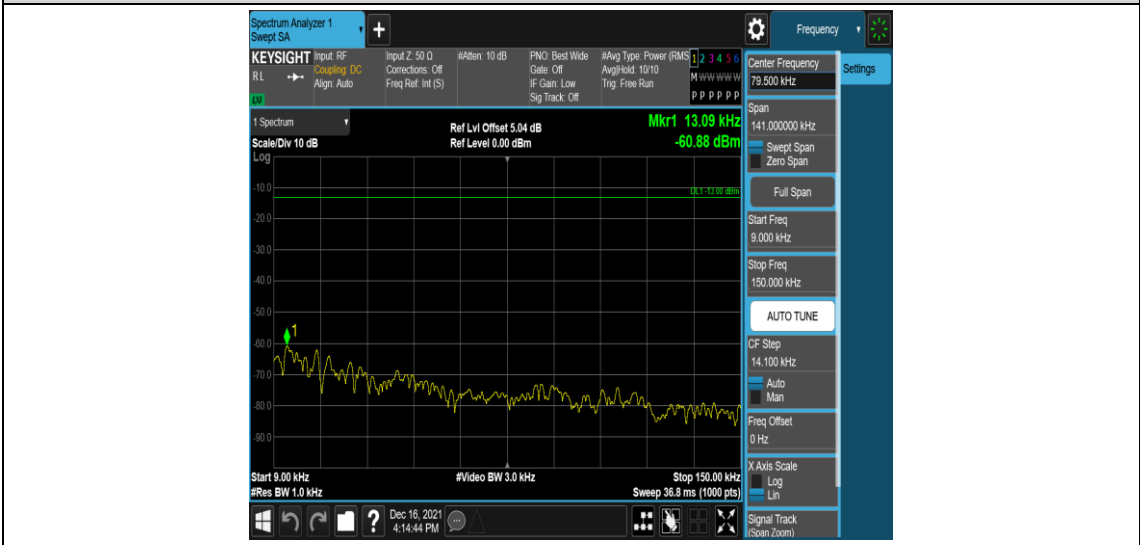 Spectrum Analyzer 1
Swept SA
Frequency
KEYSIGHT
RL
LXI
Input: RF
Coupling: DC
Align: Auto
Input Z: 50 Ω
Corrections: Off
Freq Ref: Int (S)
#Atten: 10 dB
PNO: Best Wide
Gate: Off
IF Gain: Low
Sig Track: Off
#Avg Type: Power (RMS
Avg|Hold: 10/10
Trig: Free Run
1 2 3 4 5 6
M W W W W W
P P P P P P
Center Frequency
79.500 kHz
Settings
Span
141.000000 kHz
Swept Span
Zero Span
Full Span
Start Freq
9.000 kHz
Stop Freq
150.000 kHz
AUTO TUNE
CF Step
14.100 kHz
Auto
Man
Freq Offset
0 Hz
X Axis Scale
Log
Lin
Signal Track
(Span Zoom)
1 Spectrum
Scale/Div 10 dB
Log
Ref Lvl Offset 5.04 dB
Ref Level 0.00 dBm
Mkr1 13.09 kHz
-60.88 dBm
DL1 -13.00 dBm
-10.0
-20.0
-30.0
-40.0
-50.0
-60.0
-70.0
-80.0
-90.0
1
Start 9.00 kHz
#Video BW 3.0 kHz
Stop 150.00 kHz
#Res BW 1.0 kHz
Sweep 36.8 ms (1000 pts)
?
Dec 16, 2021
4:14:44 PM